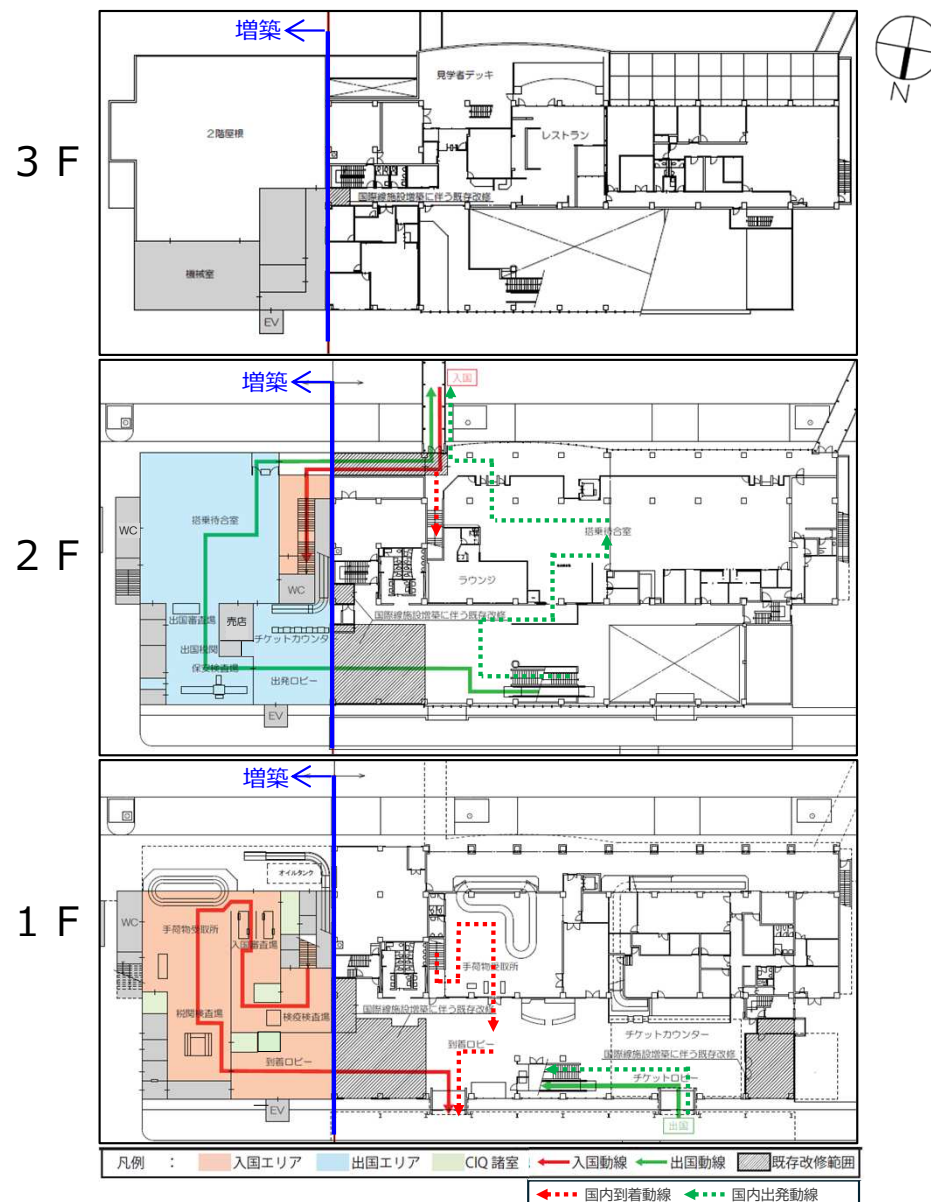 増築
N
3 F
見学者デッキ
2階屋根
レストラン
国際線施設増築に伴う既存改修
機械室
EV
増築
入国
2 F
WC
搭乗待合室
搭乗待合室
ラウンジ
WC
出国審査場
売店
国際線施設増築に伴う既存改修
チケットカウンター
出国税関
保安検査場
出発ロビー
EV
増築
1 F
オイルタンク
WC
手荷物受取所
入国審査場
手荷物受取所
税関検査場
検疫検査場
国際線施設増築に伴う既存改修
チケットカウンター
到着ロビー
到着ロビー
国際線施設増築に伴う既存改修
チケットロビー
EV
出国
凡例 : 入国エリア 出国エリア CIQ 諸室 入国動線 出国動線 既存改修範囲
国内到着動線 国内出発動線